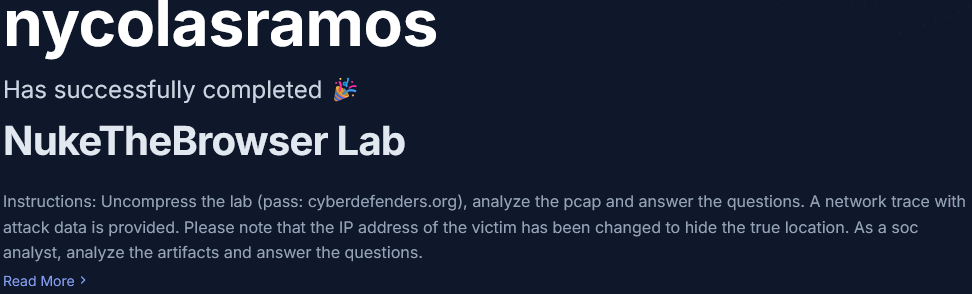 nycolasramos
Has successfully completed 🎉
NukeTheBrowser Lab
Instructions: Uncompress the lab (pass: cyberdefenders.org), analyze the pcap and answer the questions. A network trace with
attack data is provided. Please note that the IP address of the victim has been changed to hide the true location. As a soc
analyst, analyze the artifacts and answer the questions.
Read More >